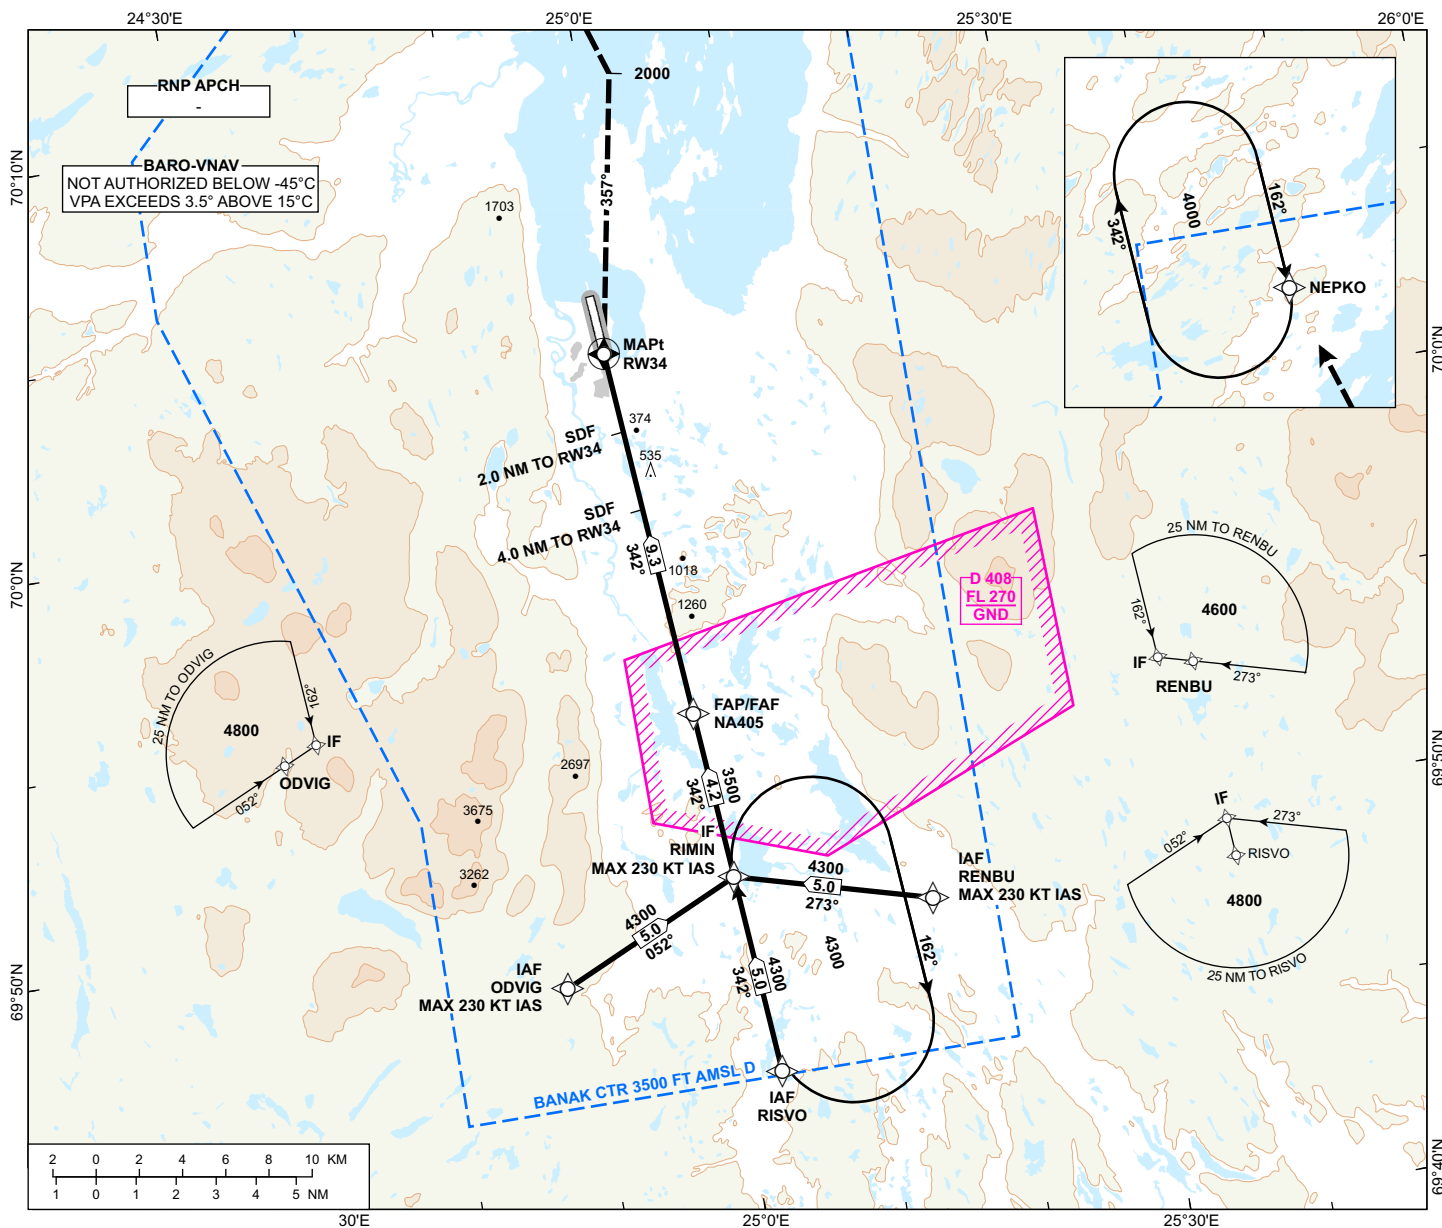 24°30'E
25°0'E
25°30'E
26°0'E
RNP APCH
-
BARO-VNAV
NOT AUTHORIZED BELOW -45°C
VPA EXCEEDS 3.5° ABOVE 15°C
70°10'N
2000
357°
1703
MAPt
RW34
162°
4000
342°
NEPKO
70°0'N
374
SDF
2.0 NM TO RW34
535
SDF
4.0 NM TO RW34
9.3
342°
1018
1260
70°0'N
D 408
FL 270
GND
25 NM TO RENBU
4600
162°
IF
RENBU
273°
25 NM TO ODVIG
162°
4800
IF
ODVIG
052°
FAP/FAF
NA405
69°50'N
2697
3500
4.2
342°
3675
3262
IF
RIMIN
MAX 230 KT IAS
4300
5.0
273°
IAF
RENBU
MAX 230 KT IAS
IF
273°
052°
RISVO
4800
25 NM TO RISVO
4300
5.0
052°
4300
162°
4300
5.0
342°
IAF
ODVIG
MAX 230 KT IAS
69°50'N
BANAK CTR 3500 FT AMSL D
IAF
RISVO
69°40'N
2 0 2 4 6 8 10 KM
1 0 1 2 3 4 5 NM
30'E
25°0'E
25°30'E